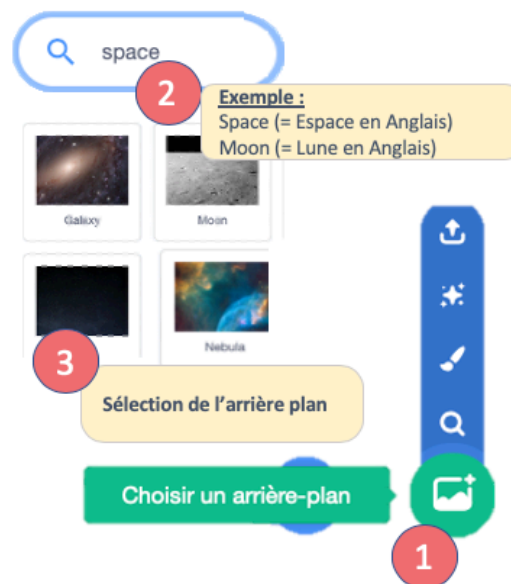 space
2
Exemple :
Space (= Espace en Anglais)
Moon (= Lune en Anglais)
Galaxy
Moon
Nebula
3
Sélection de l'arrière plan
Choisir un arrière-plan
1